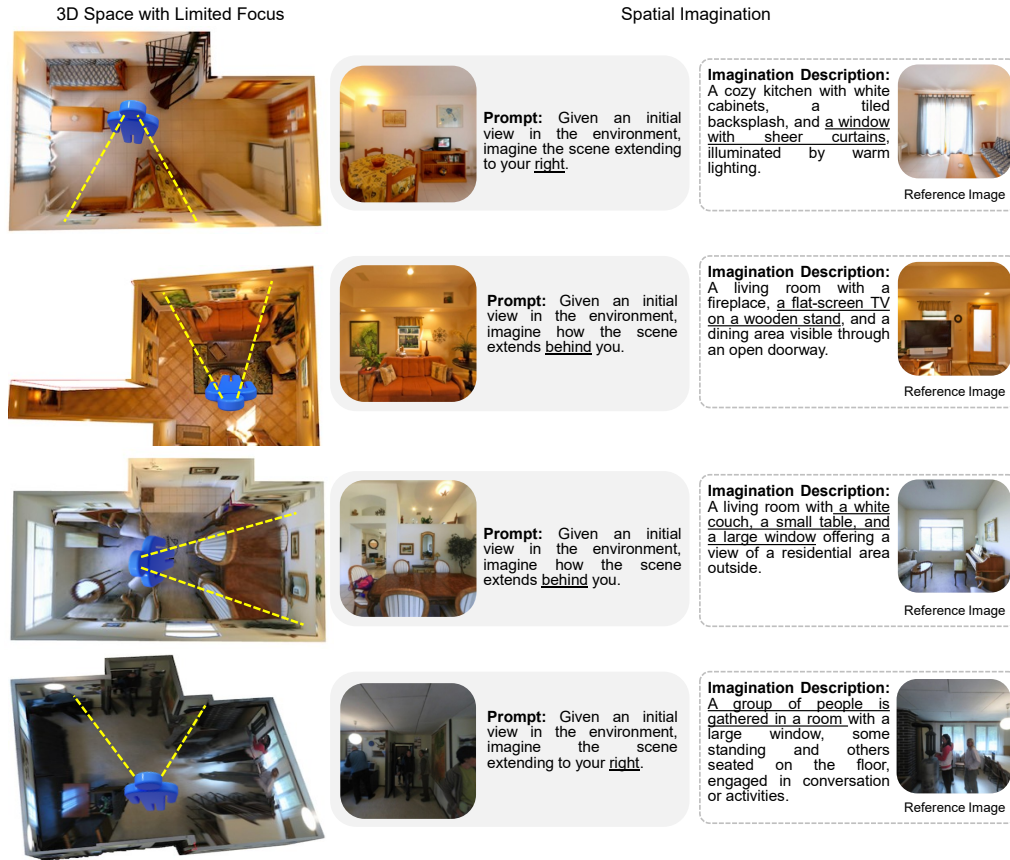 3D Space with Limited Focus
Spatial Imagination
Prompt: Given an initial
view in the environment,
imagine the scene extending
to your right.
Imagination Description:
A cozy kitchen with white
cabinets, a tiled
backsplash, and a window
with sheer curtains,
illuminated by warm
lighting.
Reference Image
Prompt: Given an initial
view in the environment,
imagine how the scene
extends behind you.
Imagination Description:
A living room with a
fireplace, a flat-screen TV
on a wooden stand, and a
dining area visible through
an open doorway.
Reference Image
Prompt: Given an initial
view in the environment,
imagine how the scene
extends behind you.
Imagination Description:
A living room with a white
couch, a small table, and
a large window offering a
view of a residential area
outside.
Reference Image
Prompt: Given an initial
view in the environment,
imagine the scene
extending to your right.
Imagination Description:
A group of people is
gathered in a room with a
large window, some
standing and others
seated on the floor,
engaged in conversation
or activities.
Reference Image